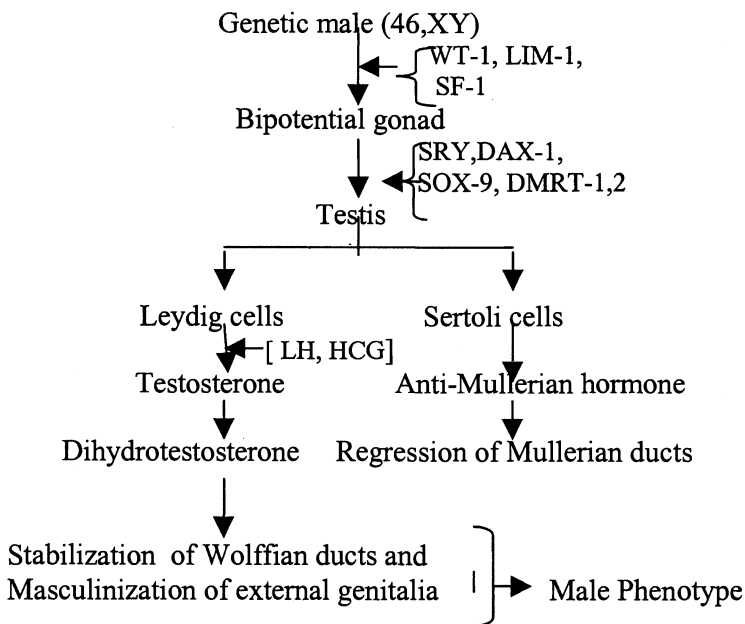 Genetic male (46,XY)
WT-1, LIM-1,
SF-1
Bipotential gonad
SRY,DAX-1,
SOX-9, DMRT-1,2
Testis
Leydig cells
Sertoli cells
[ LH, HCG]
Testosterone
Anti-Mullerian hormone
Dihydrotestosterone
Regression of Mullerian ducts
Stabilization of Wolffian ducts and
Masculinization of external genitalia
Male Phenotype